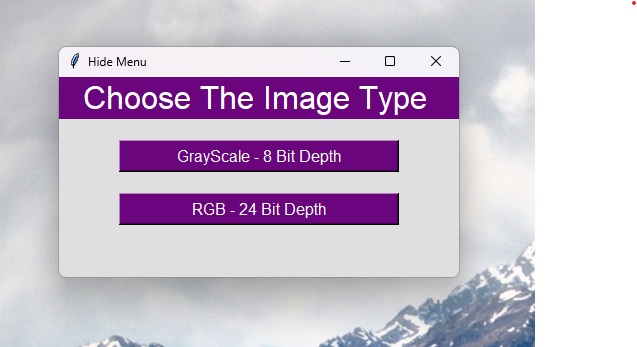 Hide Menu
Choose The Image Type
GrayScale - 8 Bit Depth
RGB - 24 Bit Depth